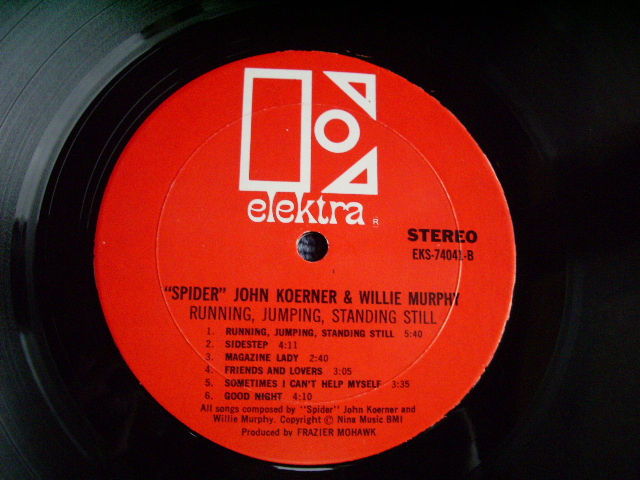 elektra
R
STEREO
EKS-74041-B
"SPIDER" JOHN KOERNER & WILLIE MURPHY
RUNNING, JUMPING, STANDING STILL
1. RUNNING, JUMPING, STANDING STILL 5:40
2. SIDESTEP 4:11
3. MAGAZINE LADY 2:40
4. FRIENDS AND LOVERS 3:05
5. SOMETIMES I CAN'T HELP MYSELF 3:35
6. GOOD NIGHT 4:10
All songs composed by "Spider" John Koerner and
Willie Murphy. Copyright © Nina Music BMI
Produced by FRAZIER MOHAWK